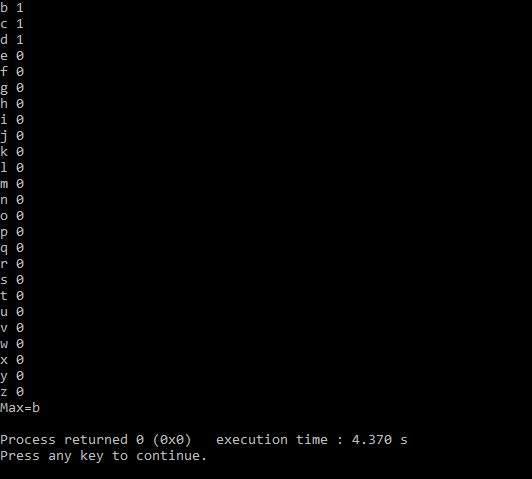 b 1
c 1
d 1
e 0
f 0
g 0
h 0
i 0
j 0
k 0
l 0
m 0
n 0
o 0
p 0
q 0
r 0
s 0
t 0
u 0
v 0
w 0
x 0
y 0
z 0
Max=b
Process returned 0 (0x0)   execution time : 4.370 s
Press any key to continue.